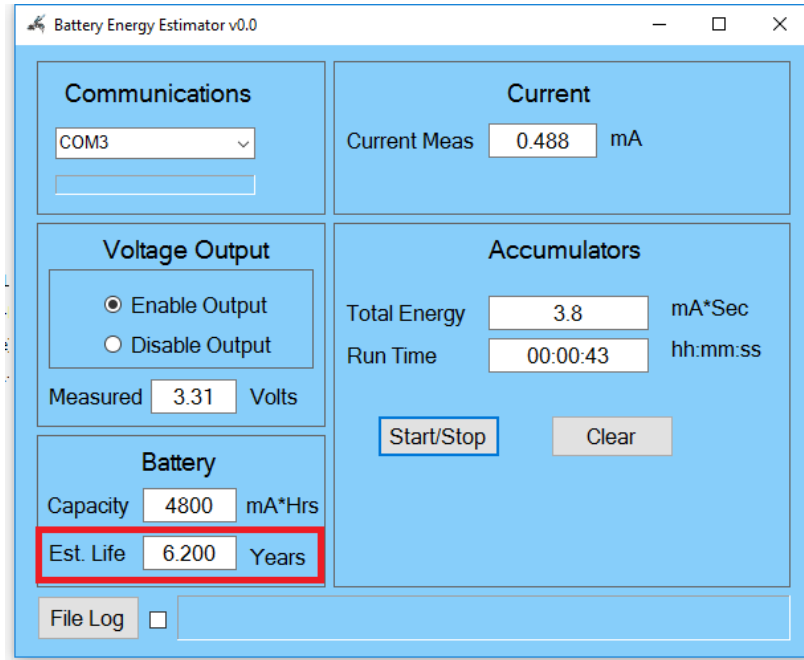 Battery Energy Estimator v0.0
Communications
COM3
Current
Current Meas 0.488 mA
Voltage Output
Enable Output
Disable Output
Measured 3.31 Volts
Accumulators
Total Energy 3.8 mA*Sec
Run Time 00:00:43 hh:mm:ss
Start/Stop Clear
Battery
Capacity 4800 mA*Hrs
Est. Life 6.200 Years
File Log